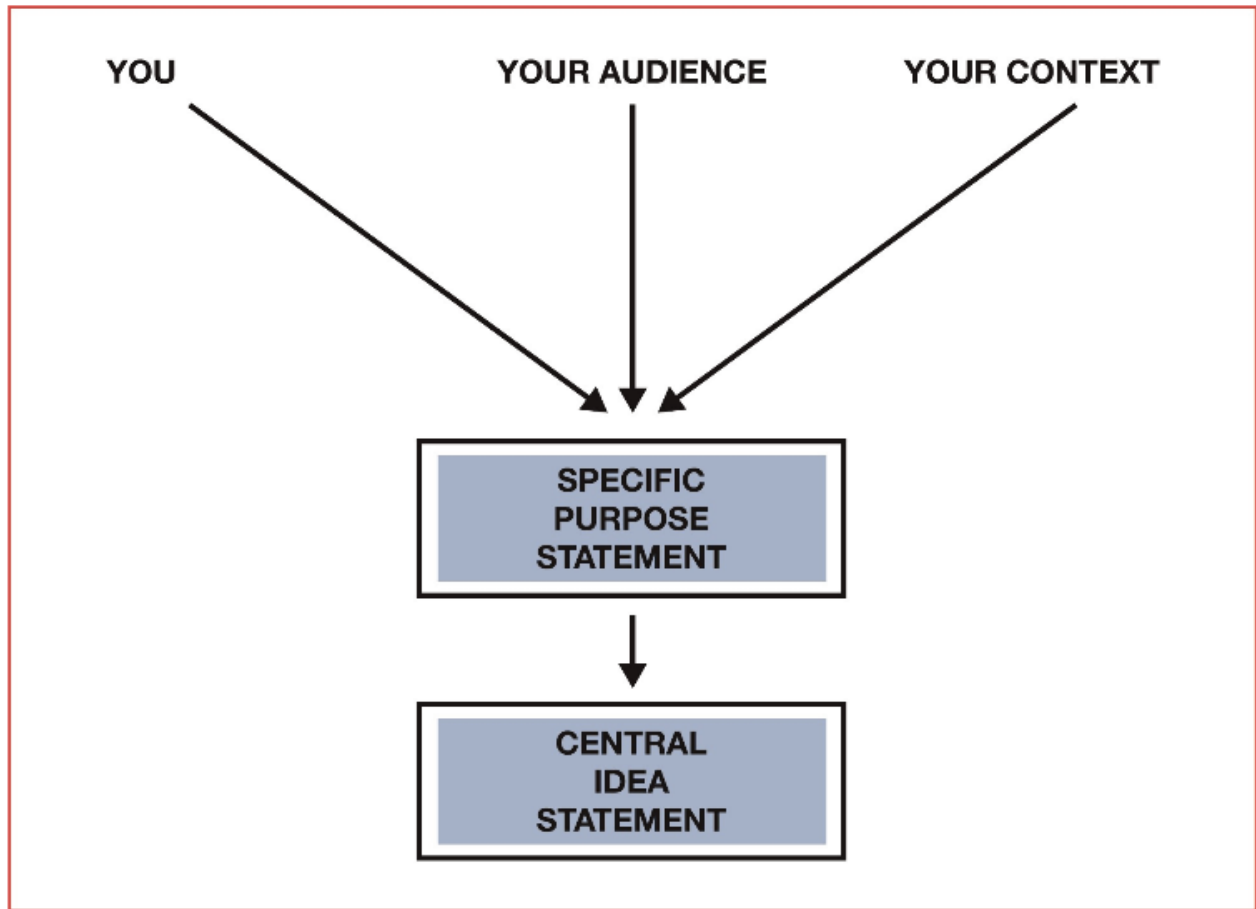 YOU
YOUR AUDIENCE
YOUR CONTEXT
SPECIFIC
PURPOSE
STATEMENT
CENTRAL
IDEA
STATEMENT